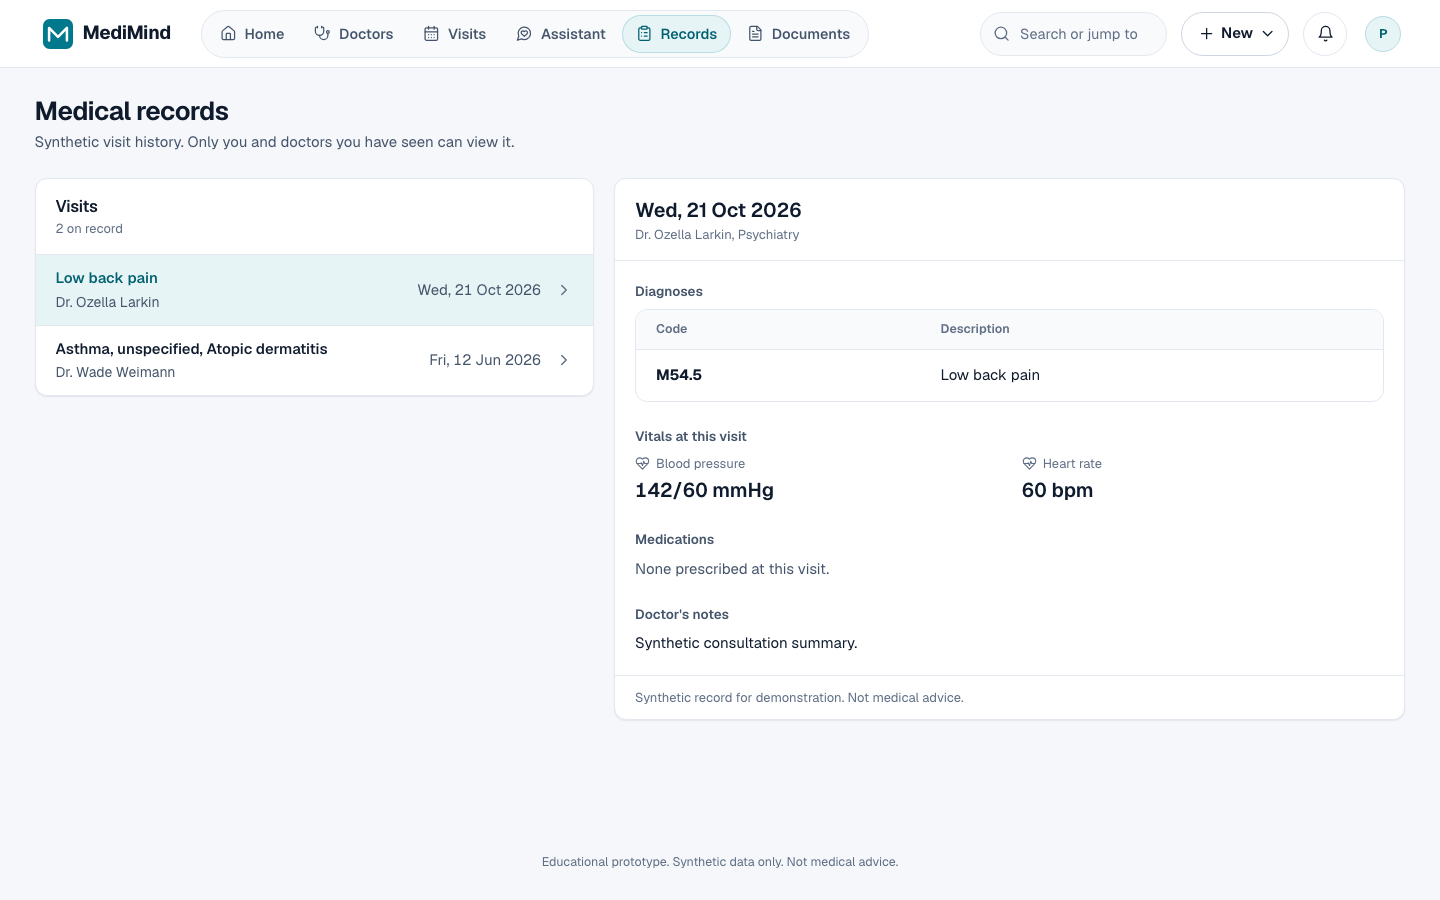 MediMind
Home
Doctors
Visits
Assistant
Records
Documents
Search or jump to
New
P
Medical records
Synthetic visit history. Only you and doctors you have seen can view it.
Visits
2 on record
Low back pain
Dr. Ozella Larkin
Wed, 21 Oct 2026
Asthma, unspecified, Atopic dermatitis
Dr. Wade Weimann
Fri, 12 Jun 2026
Wed, 21 Oct 2026
Dr. Ozella Larkin, Psychiatry
Diagnoses
Code Description
M54.5 Low back pain
Vitals at this visit
Blood pressure
142/60 mmHg
Heart rate
60 bpm
Medications
None prescribed at this visit.
Doctor's notes
Synthetic consultation summary.
Synthetic record for demonstration. Not medical advice.
Educational prototype. Synthetic data only. Not medical advice.